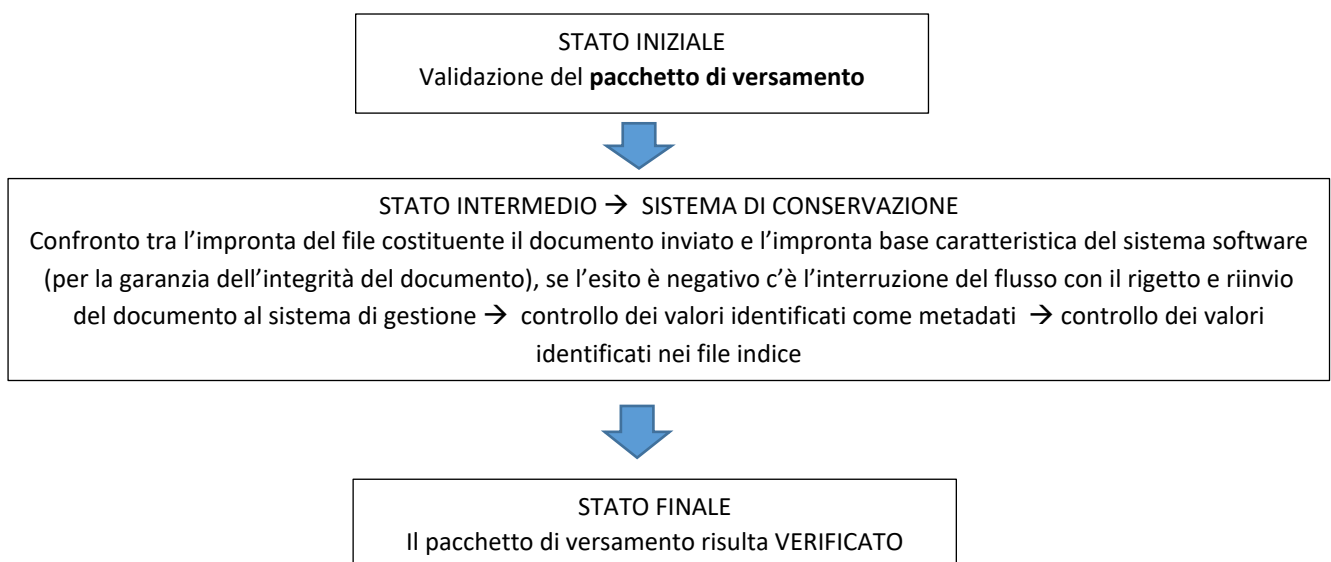 STATO INIZIALE
Validazione del pacchetto di versamento
STATO INTERMEDIO → SISTEMA DI CONSERVAZIONE
Confronto tra l’impronta del file costituente il documento inviato e l’impronta base caratteristica del sistema software
(per la garanzia dell’integrità del documento), se l’esito è negativo c’è l’interruzione del flusso con il rigetto e riinvio
del documento al sistema di gestione → controllo dei valori identificati come metadati → controllo dei valori
identificati nei file indice
STATO FINALE
Il pacchetto di versamento risulta VERIFICATO